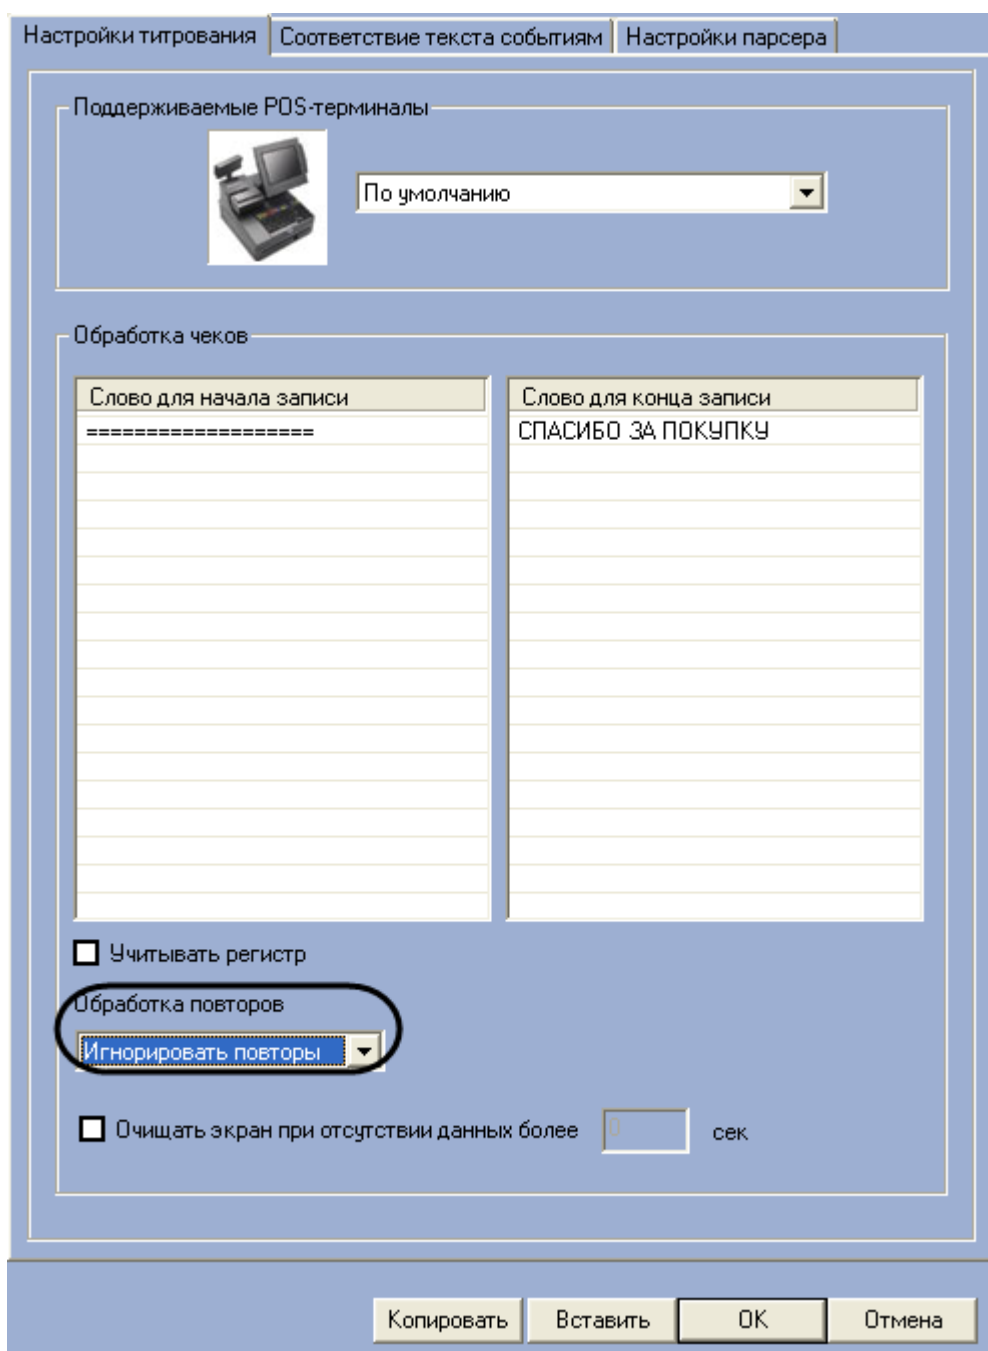 Настройки титрования Соответствие текста событиям Настройки парсера
Поддерживаемые POS-терминалы
По умолчанию
Обработка чеков
Слово для начала записи Слово для конца записи
=================== СПАСИБО ЗА ПОКУПКУ
Учитывать регистр
Обработка повторов
Игнорировать повторы
Очищать экран при отсутствии данных более 0 сек
Копировать Вставить OK Отмена